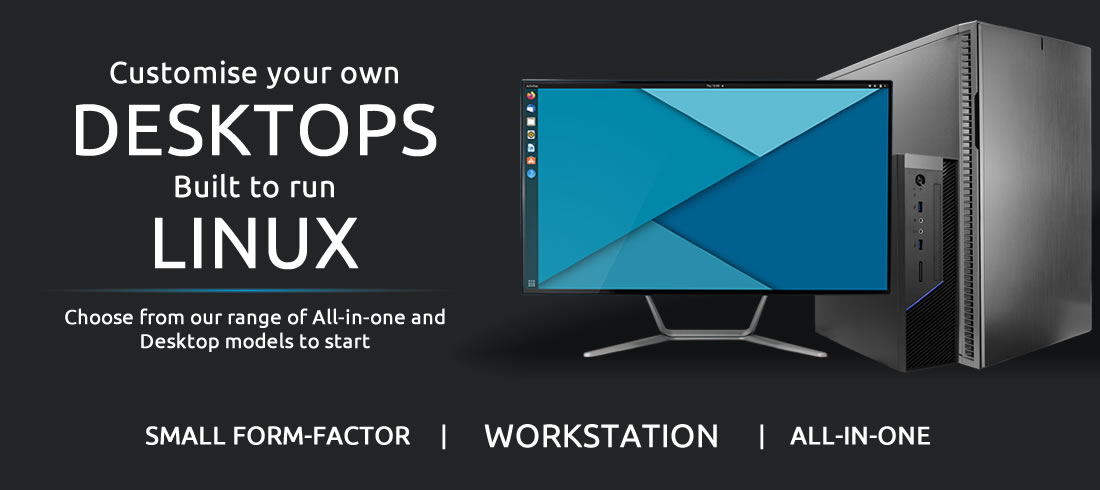 Customise your own
DESKTOPS
Built to run
LINUX
Choose from our range of All-in-one and
Desktop models to start
SMALL FORM-FACTOR | WORKSTATION | ALL-IN-ONE